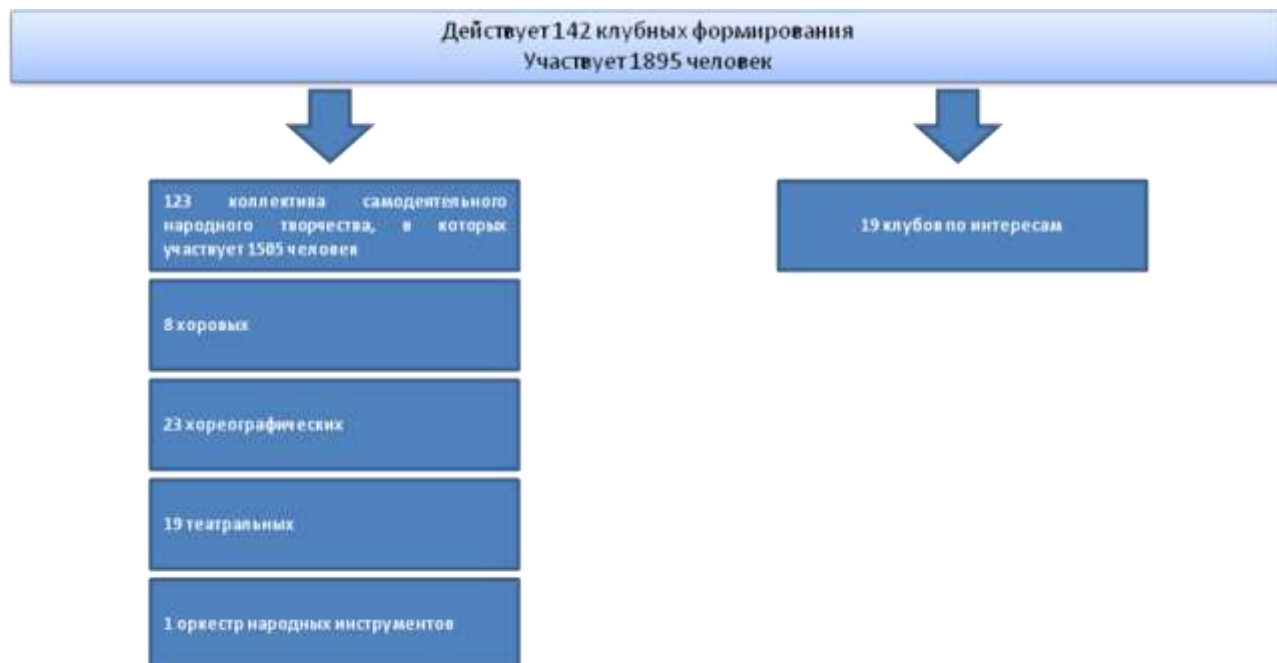 Действует 142 клубных формирования
Участвует 1895 человек
123 коллектива самодеятельного
народного творчества, в которых
участвует 1505 человек
19 клубов по интересам
8 хоровых
23 хореографических
19 театральных
1 оркестр народных инструментов